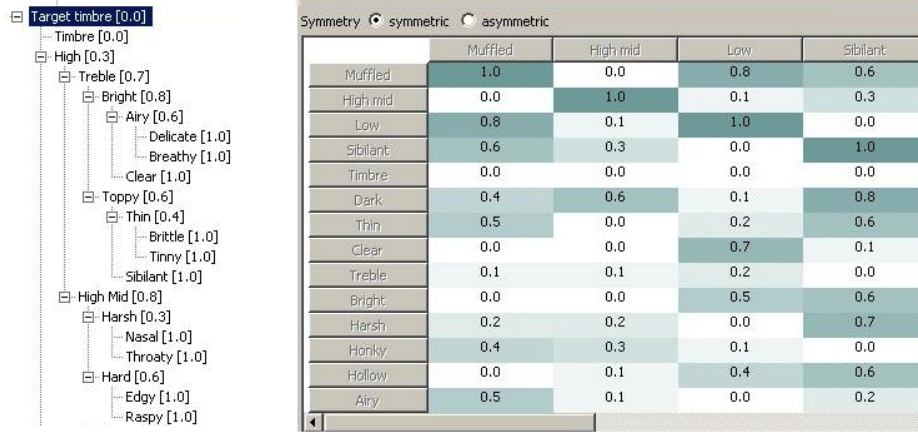 Target timbre [0.0]
Timbre [0.0]
High [0.3]
Treble [0.7]
Bright [0.8]
Airy [0.6]
Delicate [1.0]
Breathy [1.0]
Clear [1.0]
Toppy [0.6]
Thin [0.4]
Brittle [1.0]
Tinny [1.0]
Sibilant [1.0]
High Mid [0.8]
Harsh [0.3]
Nasal [1.0]
Throaty [1.0]
Hard [0.6]
Edgy [1.0]
Raspy [1.0]
Symmetry symmetric asymmetric
Muffled High mid Low Sibilant
Muffled 1.0 0.0 0.8 0.6
High mid 0.0 1.0 0.1 0.3
Low 0.8 0.1 1.0 0.0
Sibilant 0.6 0.3 0.0 1.0
Timbre 0.0 0.0 0.0 0.0
Dark 0.4 0.6 0.1 0.8
Thin 0.5 0.0 0.2 0.6
Clear 0.0 0.0 0.7 0.1
Treble 0.1 0.1 0.2 0.0
Bright 0.0 0.0 0.5 0.6
Harsh 0.2 0.2 0.0 0.7
Honky 0.4 0.3 0.1 0.0
Hollow 0.0 0.1 0.4 0.6
Airy 0.5 0.1 0.0 0.2